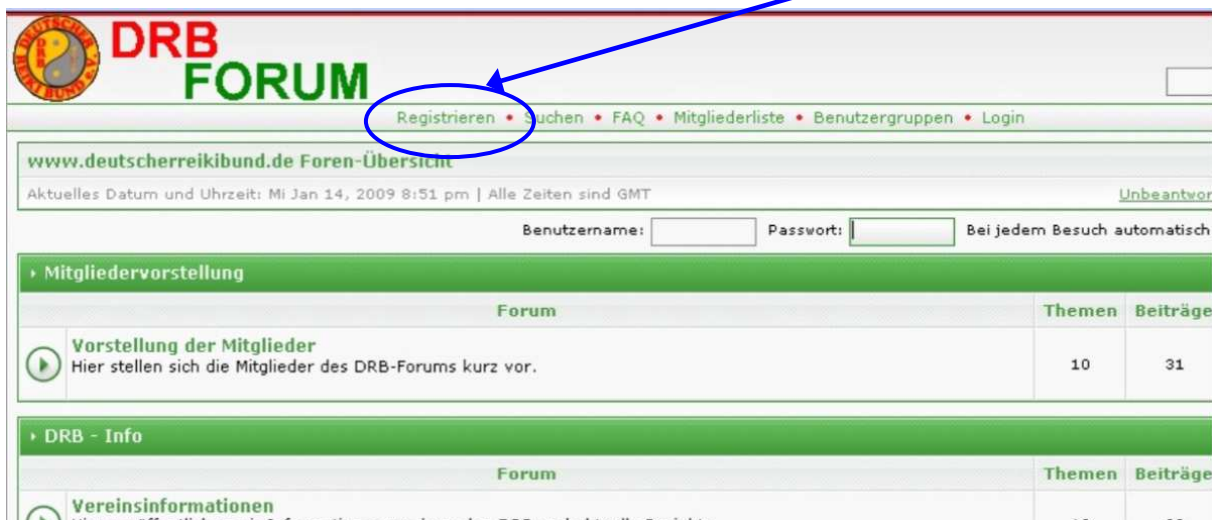 DEUTSCHER
REIKI BUND
DRB
FORUM
Registrieren • Suchen • FAQ • Mitgliederliste • Benutzergruppen • Login
www.deutscherreikibund.de Foren-Übersicht
Aktuelles Datum und Uhrzeit: Mi Jan 14, 2009 8:51 pm | Alle Zeiten sind GMT
Benutzername: Passwort: Bei jedem Besuch automatisch
Mitgliedervorstellung
Forum Themen Beiträge
Vorstellung der Mitglieder
Hier stellen sich die Mitglieder des DRB-Forums kurz vor. 10 31
DRB - Info
Forum Themen Beiträge
Vereinsinformationen